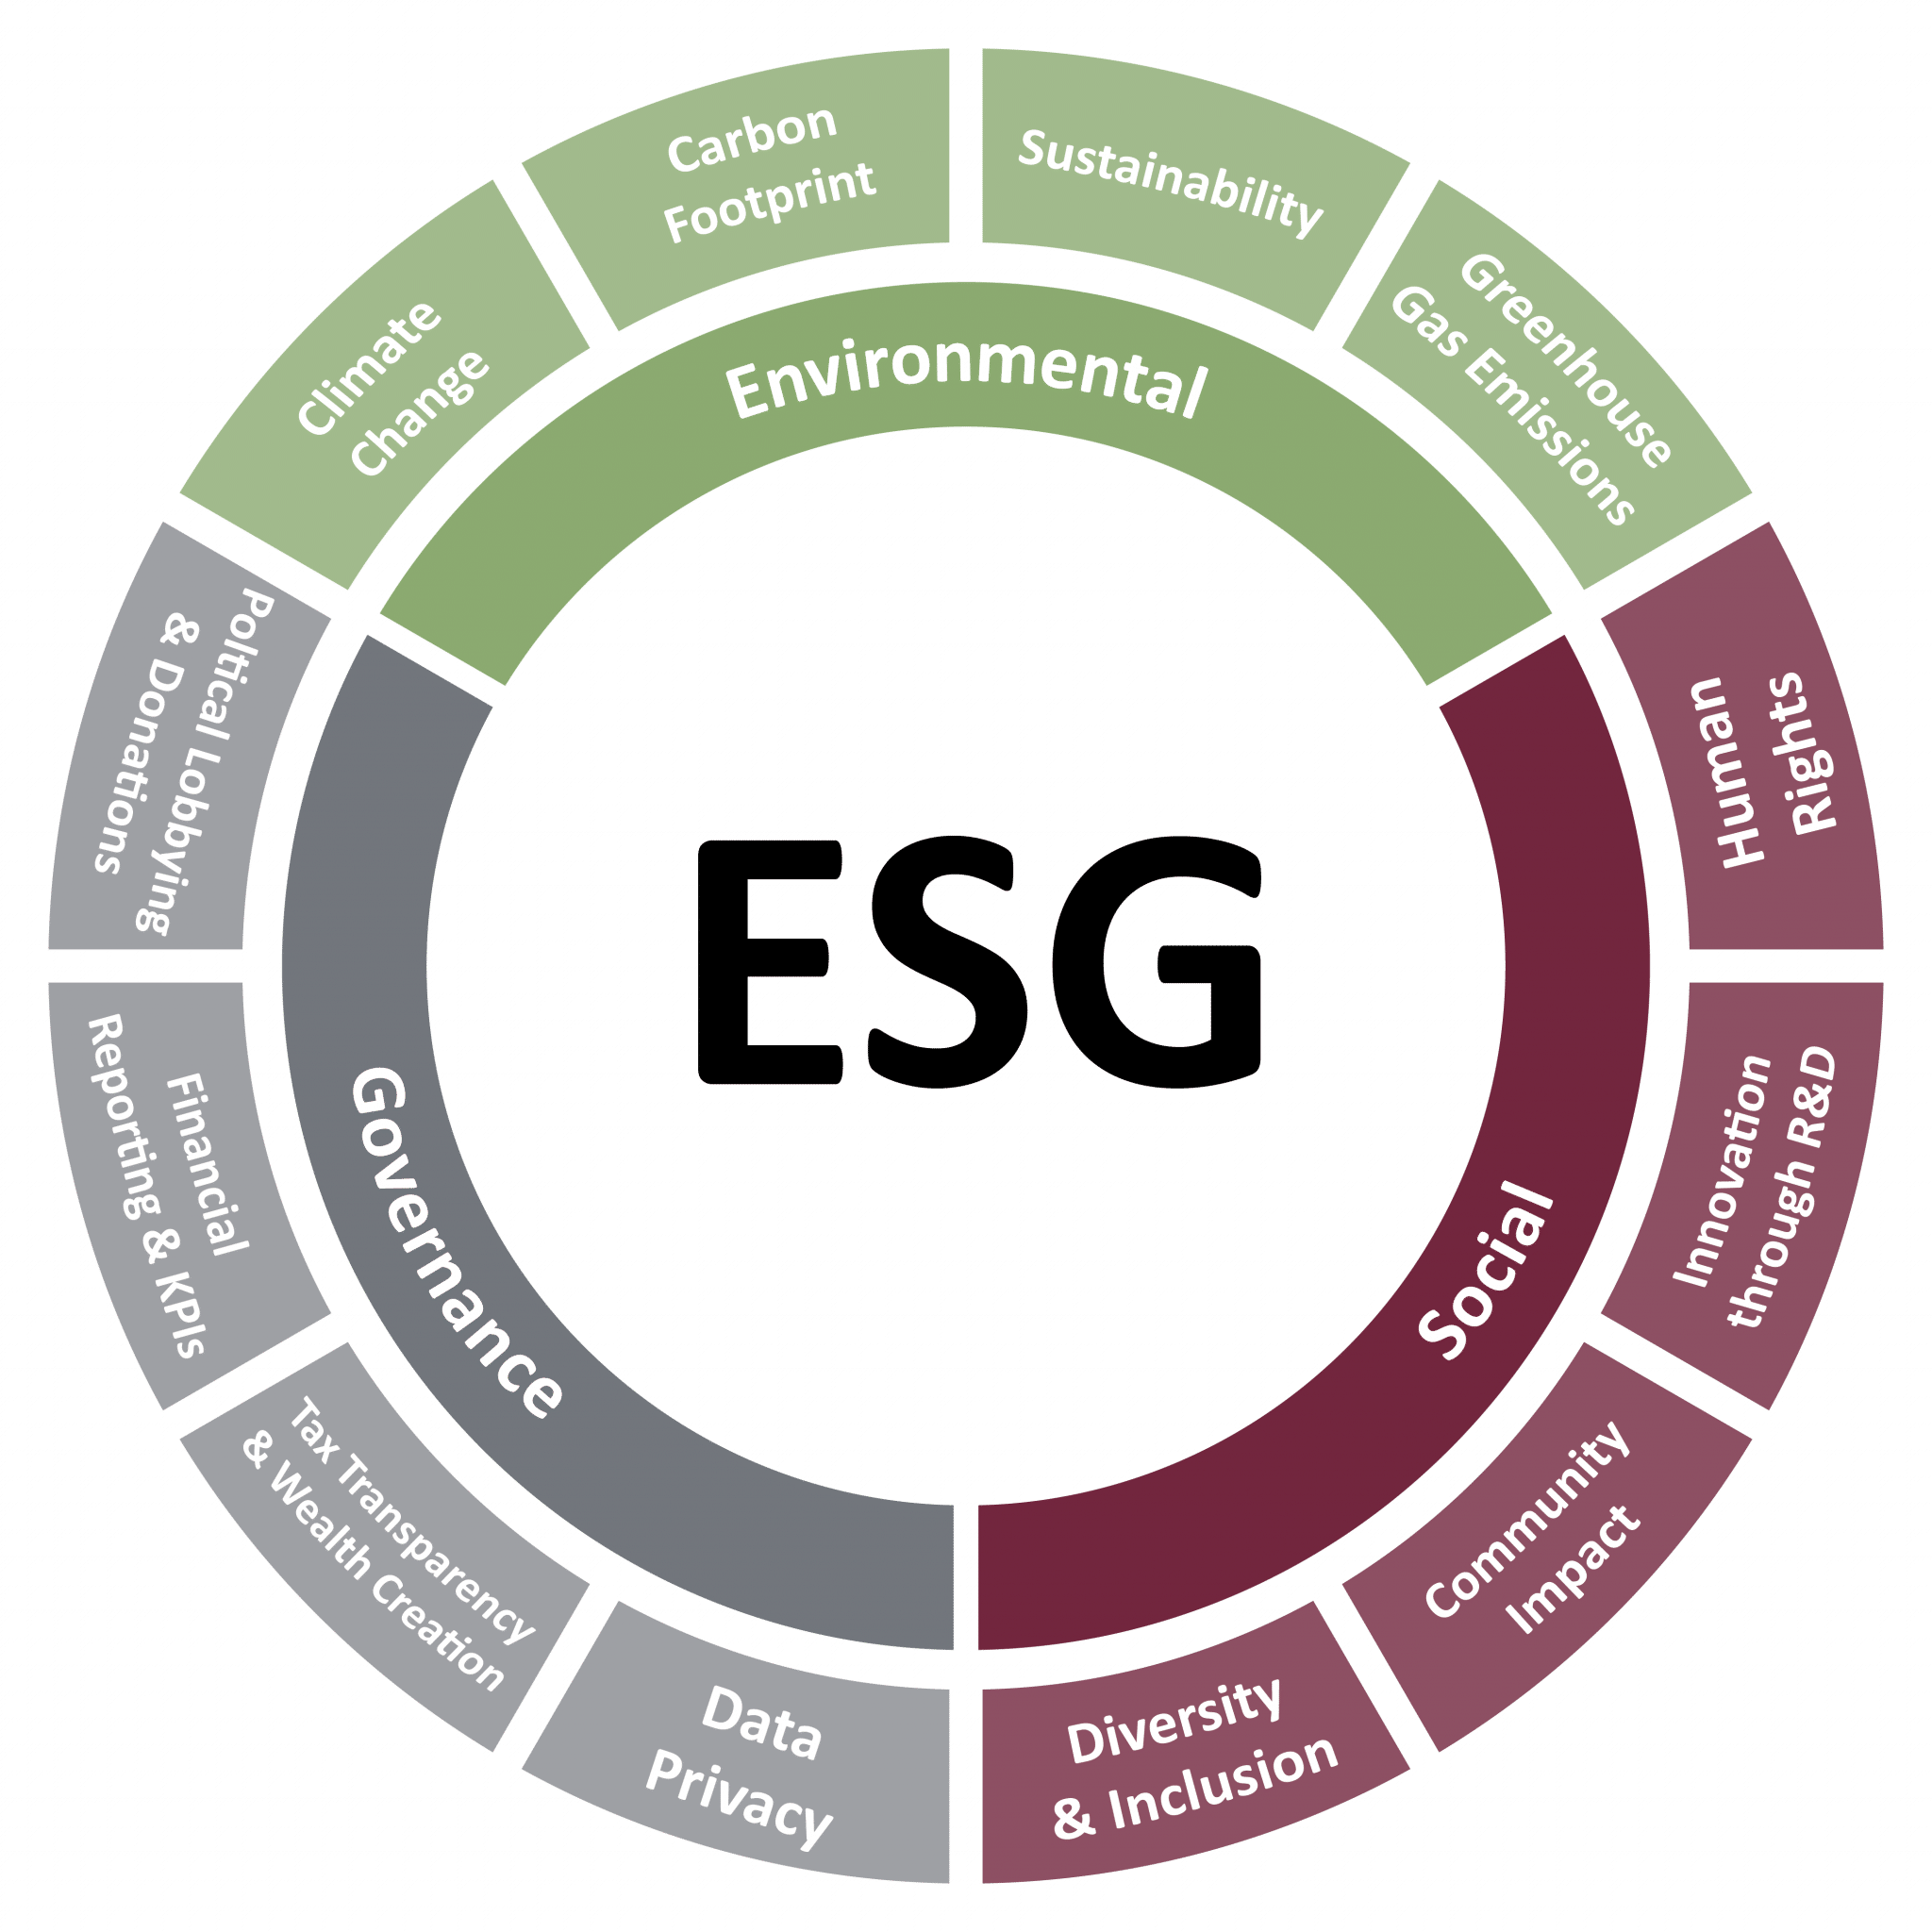 ESG
Environmental
Social
Governance
Climate
Change
Carbon
Footprint
Sustainability
Greenhouse
Gas Emissions
Human
Rights
Innovation
through R&D
Community
Impact
Diversity
& Inclusion
Data
Privacy
Tax Transparency
& Wealth Creation
Financial
Reporting & KPIs
Political Lobbying
& Donations